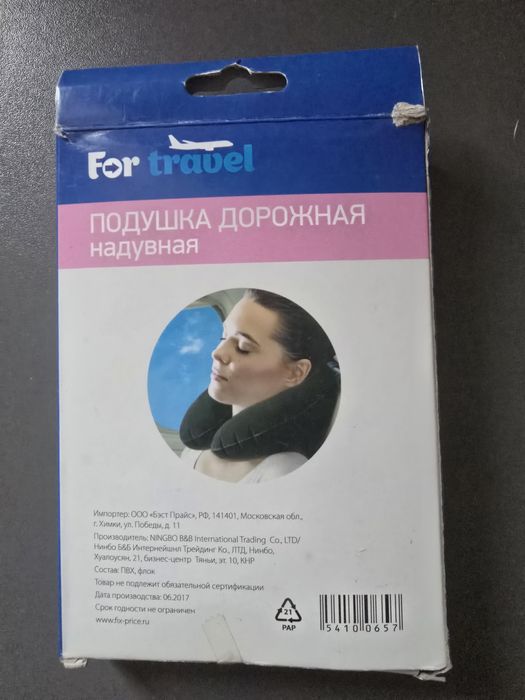 For travel
ПОДУШКА ДОРОЖНАЯ
надувная
Импортер: ООО «Бэст Прайс», РФ, 141401, Московская обл.,
г. Химки, ул. Победы, д. 11
Производитель: NINGBO B&B International Trading Co., LTD/
Нинбо Б&Б Интернейшнл Трейдинг Ко., ЛТД, Нинбо,
Хуалоусян, 21, бизнес-центр Тяньи, эт. 10, КНР
Состав: ПВХ, флок
Товар не подлежит обязательной сертификации
Дата производства: 06.2017
Срок годности не ограничен
www.fix-price.ru
21
PAP
54100657